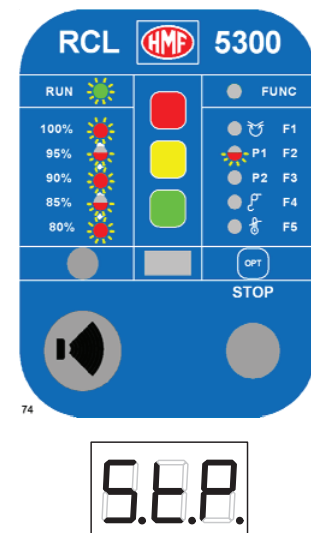 RCL HMF 5300
RUN FUNC
100% F1
95% P1 F2
90% P2 F3
85% F4
80% F5
OPT
STOP
74
S.t.P.